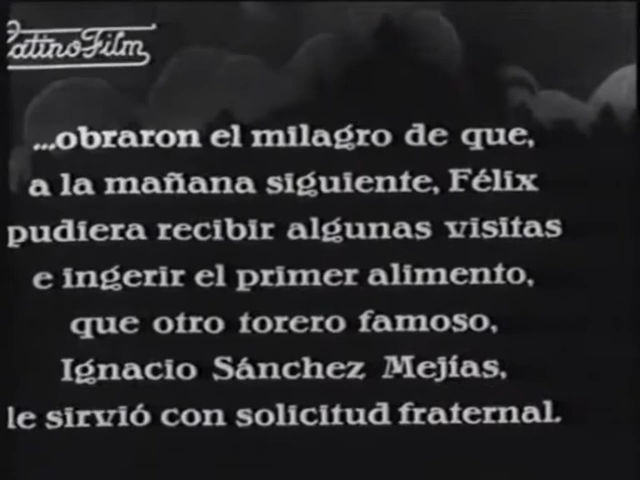 LatinoFilm
...obraron el milagro de que,
a la mañana siguiente, Félix
pudiera recibir algunas visitas
e ingerir el primer alimento,
que otro torero famoso,
Ignacio Sánchez Mejías,
le sirvió con solicitud fraternal.